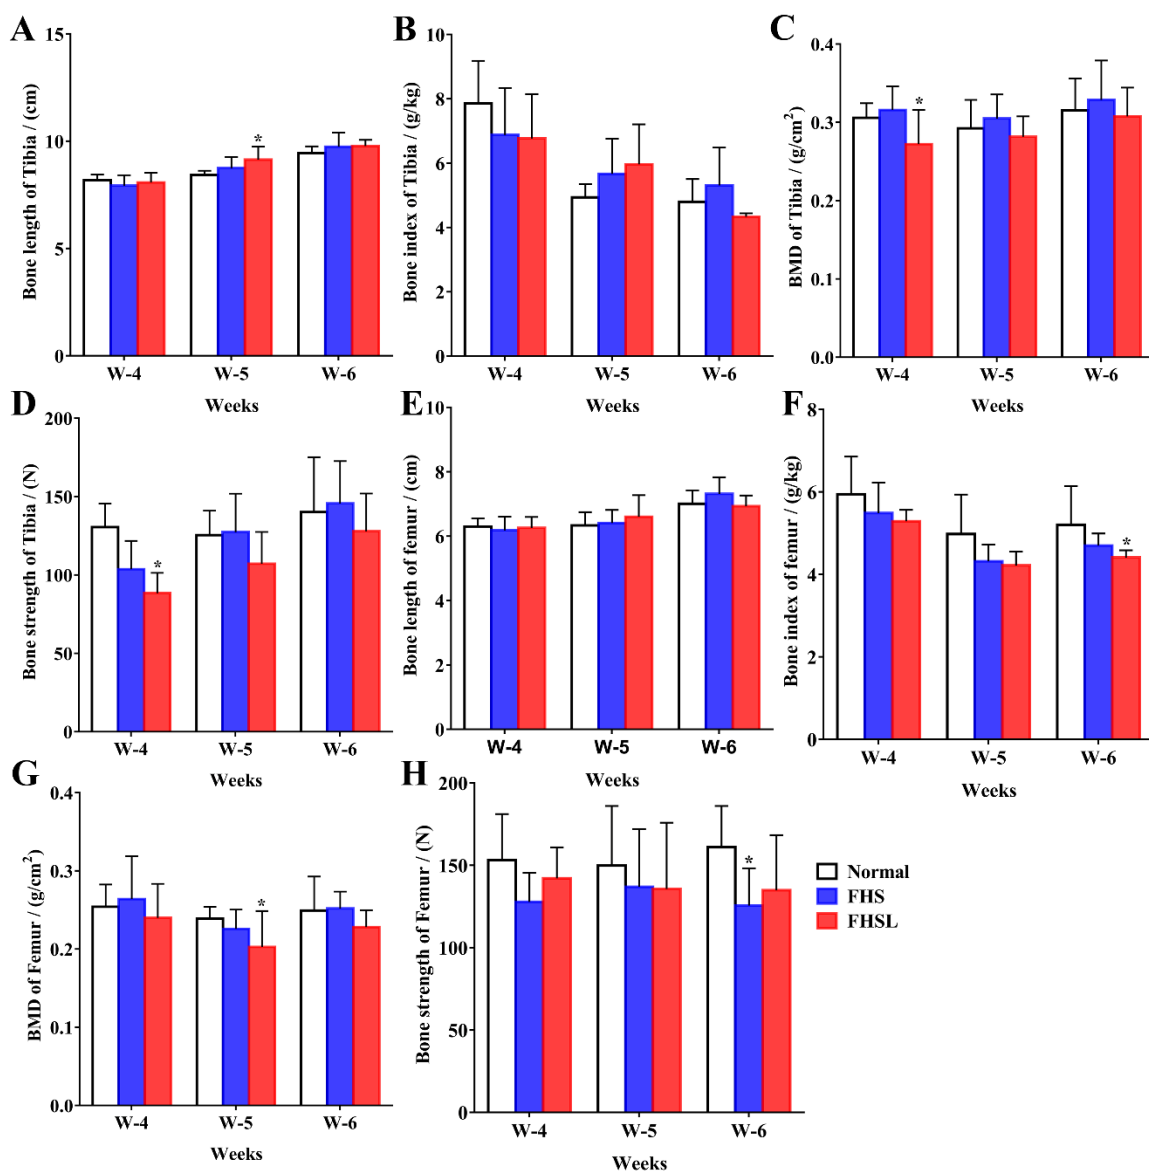 A
Bone length of Tibia / (cm)
15
10
5
0
W-4 W-5 W-6
Weeks
*
B
Bone index of Tibia / (g/kg)
10
8
6
4
2
0
W-4 W-5 W-6
Weeks
C
BMD of Tibia / (g/cm²)
0.4
0.3
0.2
0.1
0.0
W-4 W-5 W-6
Weeks
*
D
Bone strength of Tibia / (N)
200
150
100
50
0
W-4 W-5 W-6
Weeks
*
E
Bone length of femur / (cm)
10
8
6
4
2
0
W-4 W-5 W-6
Weeks
F
Bone index of femur / (g/kg)
8
6
4
2
0
W-4 W-5 W-6
Weeks
*
G
BMD of Femur / (g/cm²)
0.4
0.3
0.2
0.1
0.0
W-4 W-5 W-6
Weeks
*
H
Bone strength of Femur / (N)
200
150
100
50
0
W-4 W-5 W-6
Weeks
*
Normal
FHS
FHSL